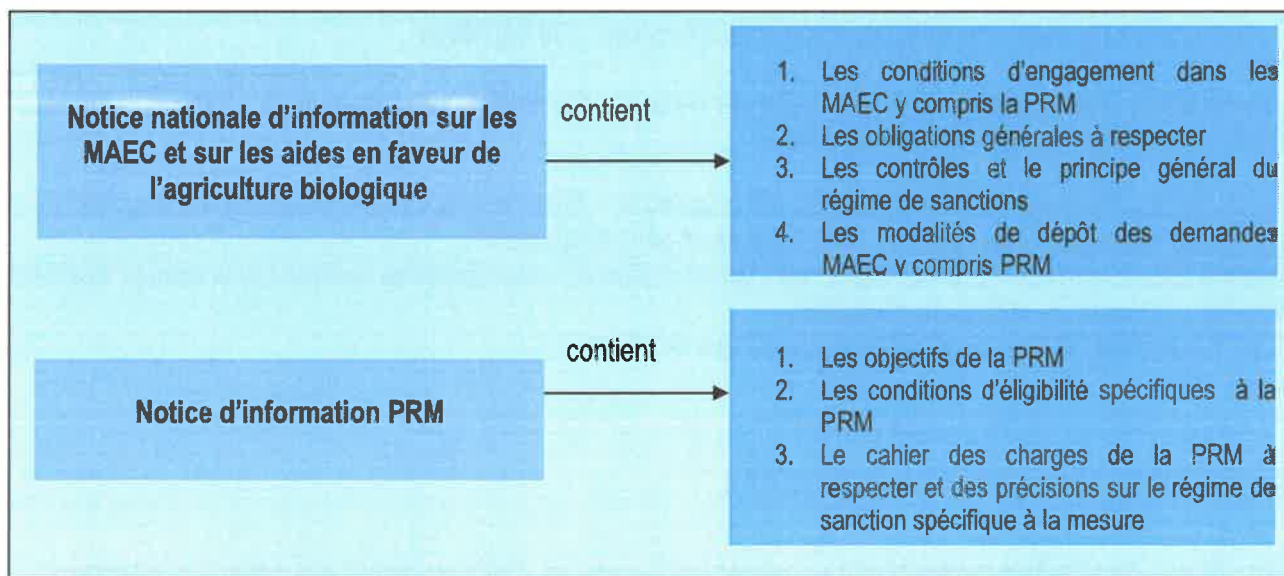 Notice nationale d'information sur les
MAEC et sur les aides en faveur de
l'agriculture biologique
contient
1. Les conditions d'engagement dans les
MAEC y compris la PRM
2. Les obligations générales à respecter
3. Les contrôles et le principe général du
régime de sanctions
4. Les modalités de dépôt des demandes
MAEC y compris PRM
Notice d'information PRM
contient
1. Les objectifs de la PRM
2. Les conditions d'éligibilité spécifiques à la
PRM
3. Le cahier des charges de la PRM à
respecter et des précisions sur le régime de
sanction spécifique à la mesure